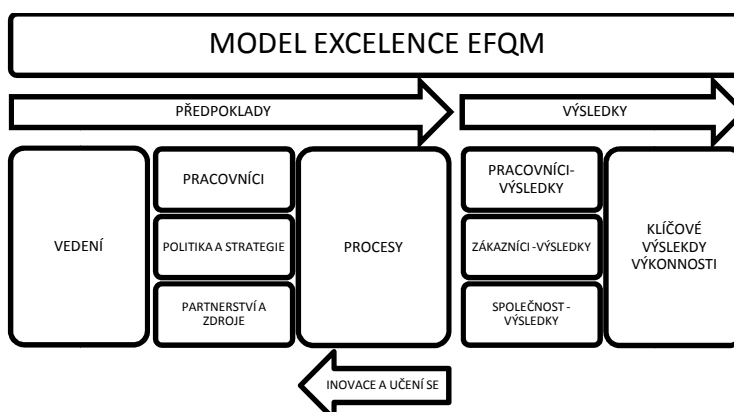 MODEL EXCELENCE EFQM
PŘEDPOKLADY
VÝSLEDKY
VEDENÍ
PRACOVNÍCI
POLITIKA A STRATEGIE
PARTNERSTVÍ A
ZDROJE
PROCESY
PRACOVNÍCI-
VÝSLEDKY
ZÁKAZNÍCI -VÝSLEDKY
SPOLEČNOST -
VÝSLEDKY
KLÍČOVÉ
VÝSLEKDY
VÝKONNOSTI
INOVACE A UČENÍ SE